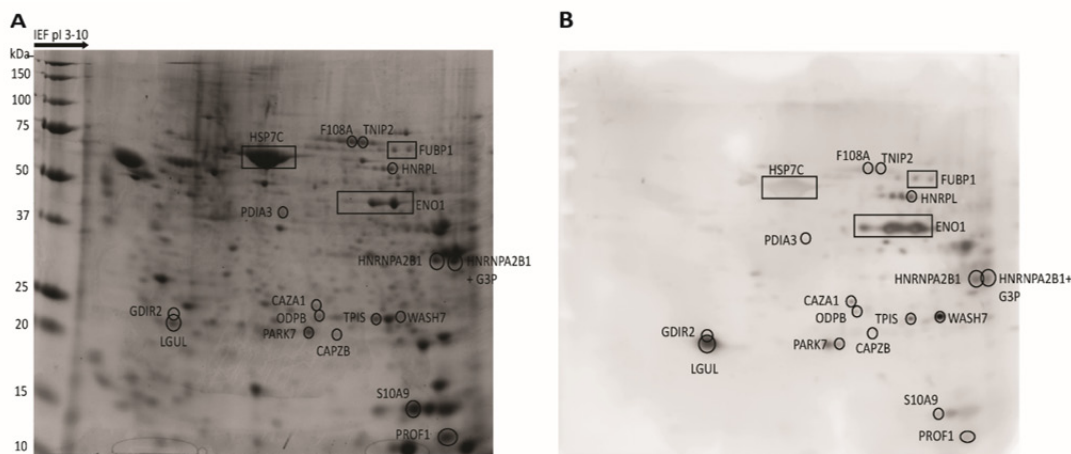 A
B
IEF pI 3-10
kDa
150
100
75
50
37
25
20
15
10
F108A
TNIP2
HSP7C
FUBP1
HNRPL
ENO1
PDIA3
HNRNPA2B1
HNRNPA2B1
+ G3P
CAZA1
ODPB
TPIS
WASH7
GDIR2
PARK7
CAPZB
LGUL
S10A9
PROF1
F108A
TNIP2
HSP7C
FUBP1
HNRPL
ENO1
PDIA3
HNRNPA2B1
HNRNPA2B1+
G3P
CAZA1
ODPB
TPIS
WASH7
GDIR2
PARK7
CAPZB
LGUL
S10A9
PROF1